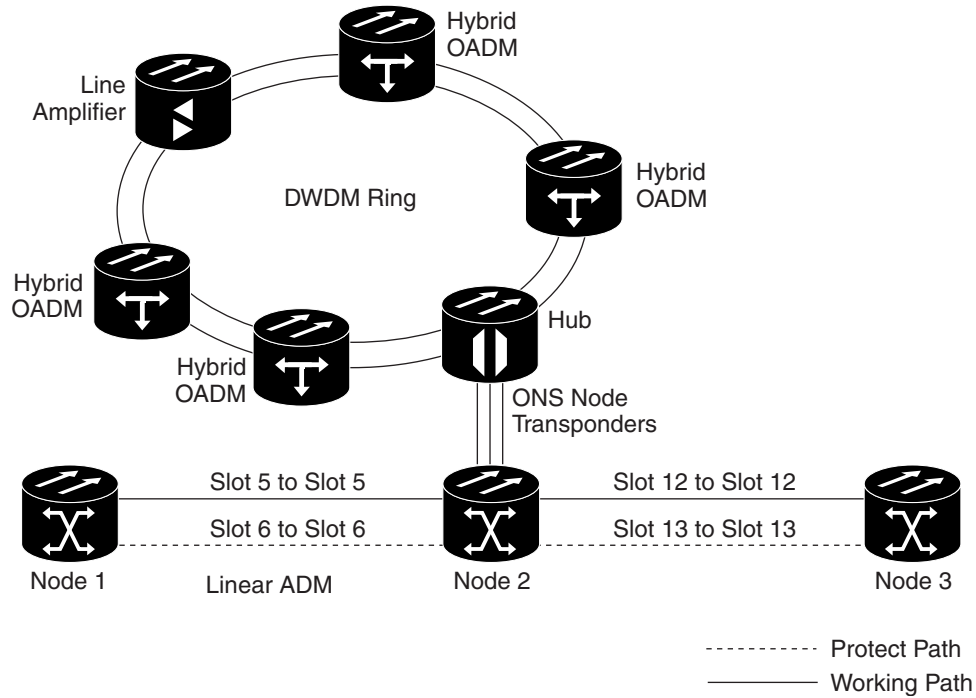 Hybrid
OADM
Line
Amplifier
DWDM Ring
Hybrid
OADM
Hybrid
OADM
Hub
Hybrid
OADM
ONS Node
Transponders
Slot 5 to Slot 5
Slot 12 to Slot 12
Slot 6 to Slot 6
Slot 13 to Slot 13
Node 1
Linear ADM
Node 2
Node 3
Protect Path
Working Path